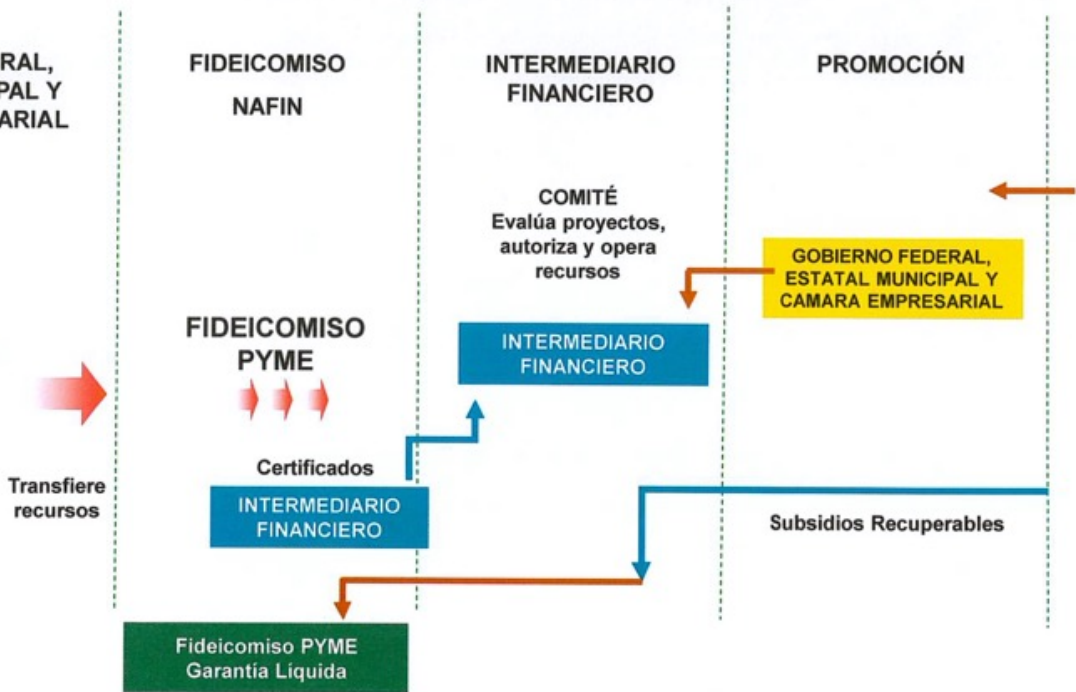 RAL,
PAL Y
ARIAL
FIDEICOMISO
NAFIN
INTERMEDIARIO
FINANCIERO
PROMOCIÓN
COMITÉ
Evalúa proyectos,
autoriza y opera
recursos
GOBIERNO FEDERAL,
ESTATAL MUNICIPAL Y
CAMARA EMPRESARIAL
FIDEICOMISO
PYME
INTERMEDIARIO
FINANCIERO
Transfiere
recursos
Certificados
INTERMEDIARIO
FINANCIERO
Subsidios Recuperables
Fideicomiso PYME
Garantía Líquida